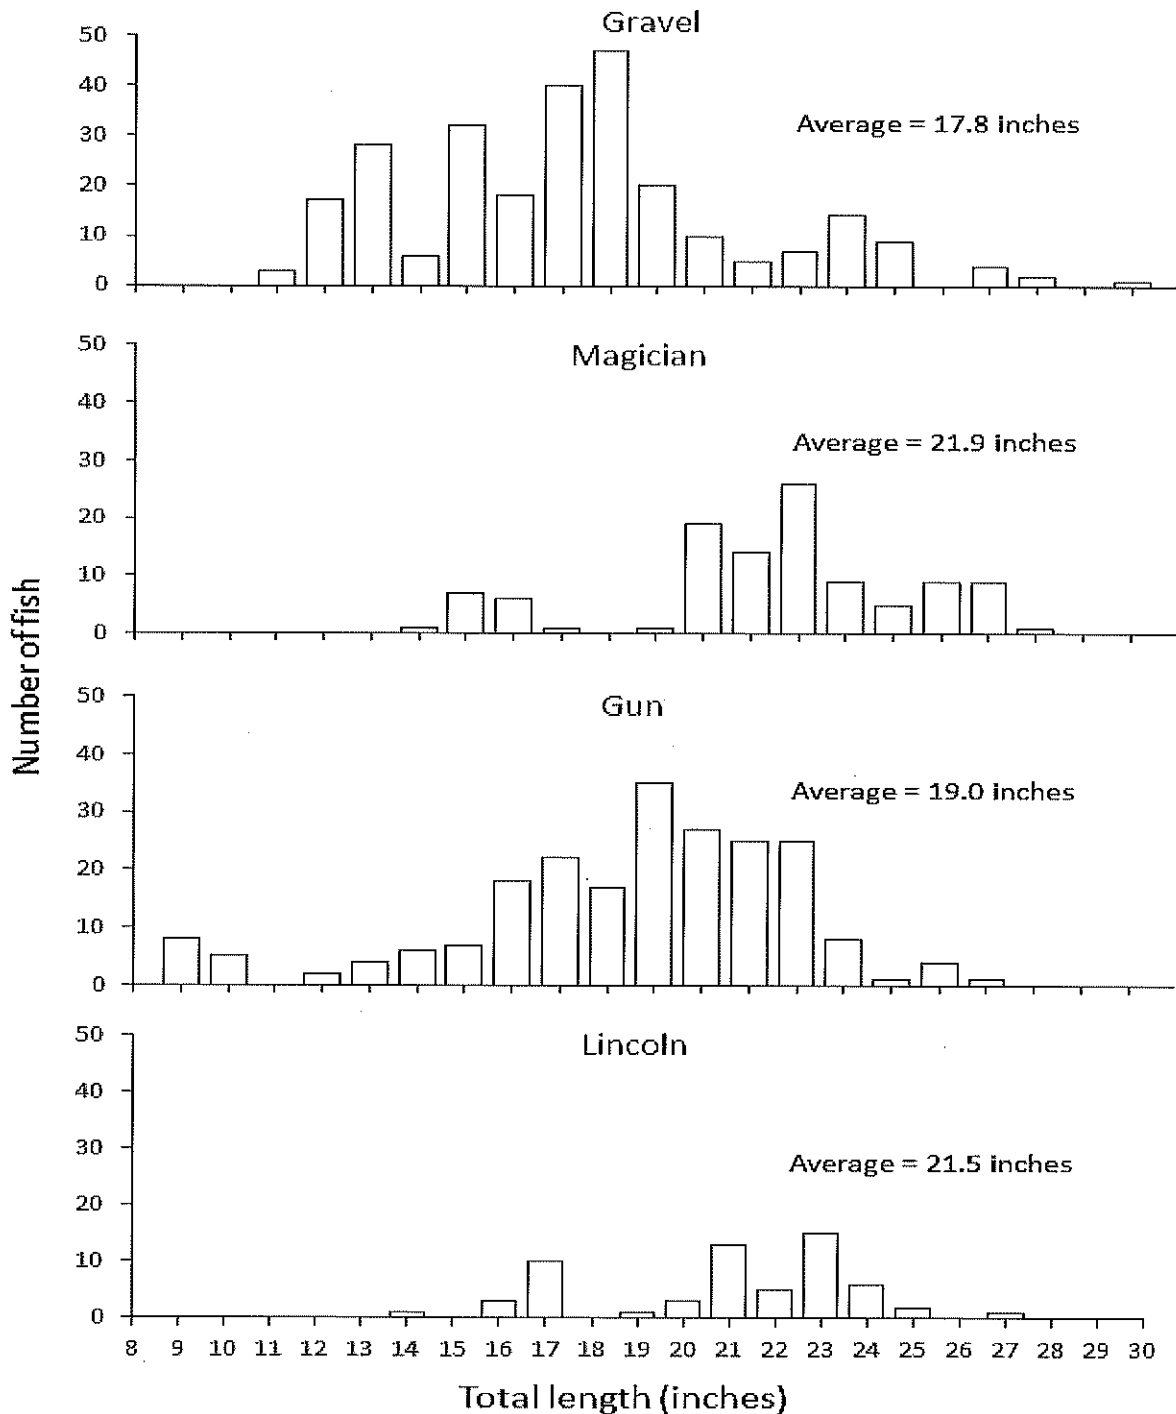 Gravel
50
40
30
20
10
0
Average = 17.8 inches
Magician
50
40
30
20
10
0
Average = 21.9 inches
Number of fish
Gun
50
40
30
20
10
0
Average = 19.0 inches
Lincoln
50
40
30
20
10
0
Average = 21.5 inches
8 9 10 11 12 13 14 15 16 17 18 19 20 21 22 23 24 25 26 27 28 29 30
Total length (inches)